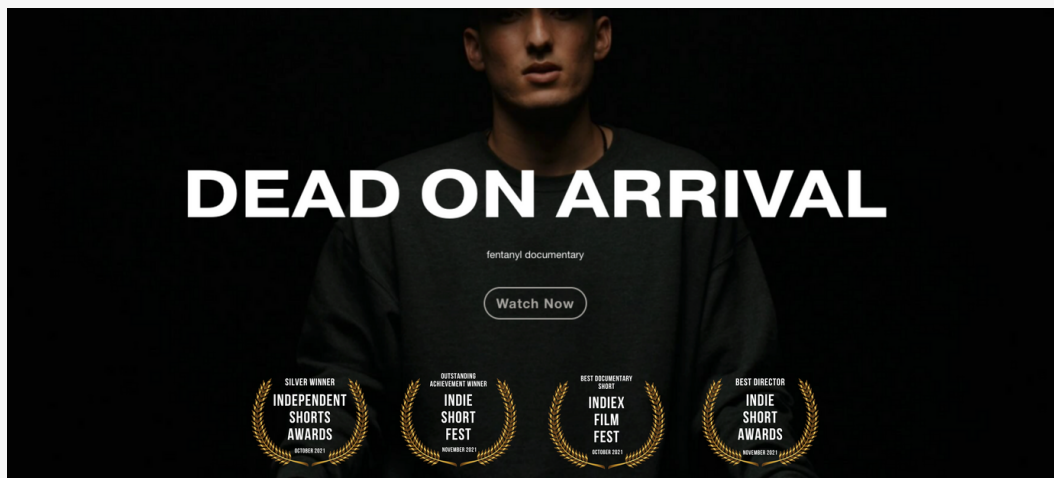 DEAD ON ARRIVAL
fentanyl documentary
Watch Now
SILVER WINNER
INDEPENDENT
SHORTS
AWARDS
OCTOBER 2021
OUTSTANDING
ACHIEVEMENT WINNER
INDIE
SHORT
FEST
NOVEMBER 2021
BEST DOCUMENTARY
SHORT
INDIEX
FILM
FEST
OCTOBER 2021
BEST DIRECTOR
INDIE
SHORT
AWARDS
NOVEMBER 2021